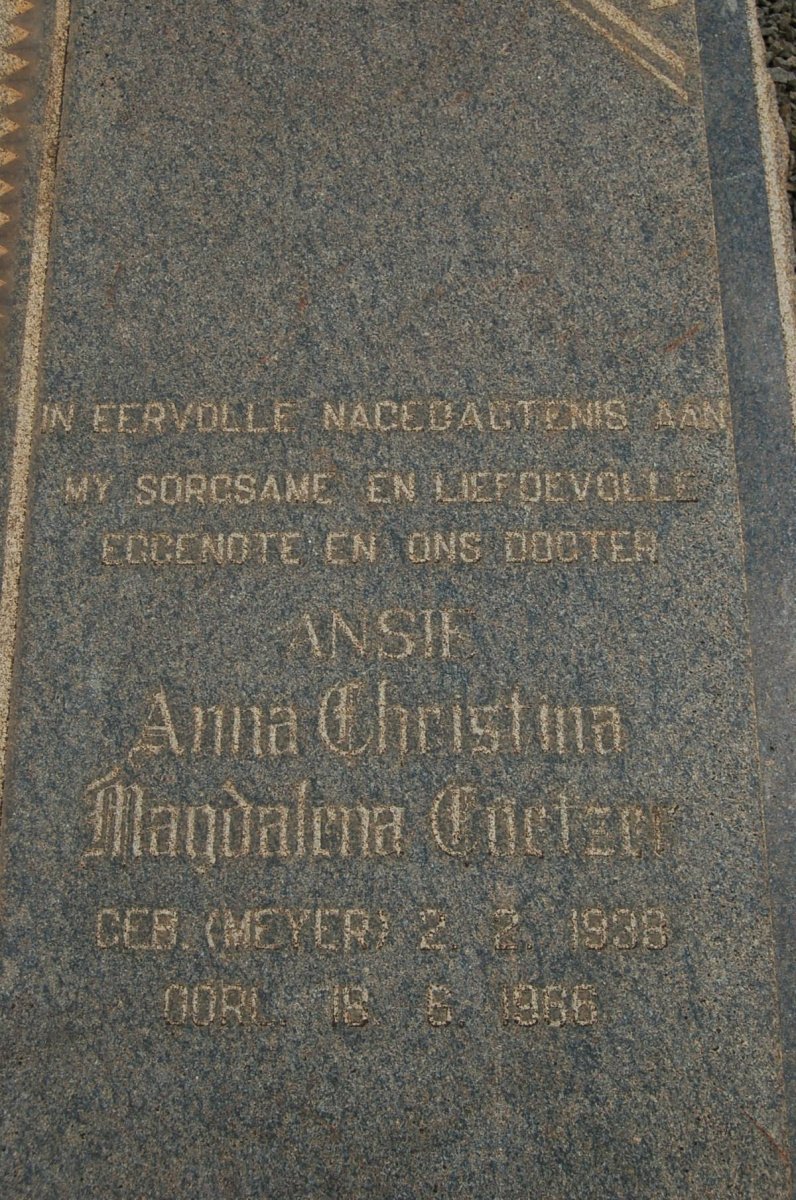 IN EERVOLLE NAGEDAGTENIS AAN
MY SORGSAME EN LIEFDEVOLLE
EGGENOTE EN ONS DOGTER
ANSIE
Anna Christina
Magdalena Coetzer
GEB. (MEYER) 2. 2. 1938
OORL. 18. 6. 1966